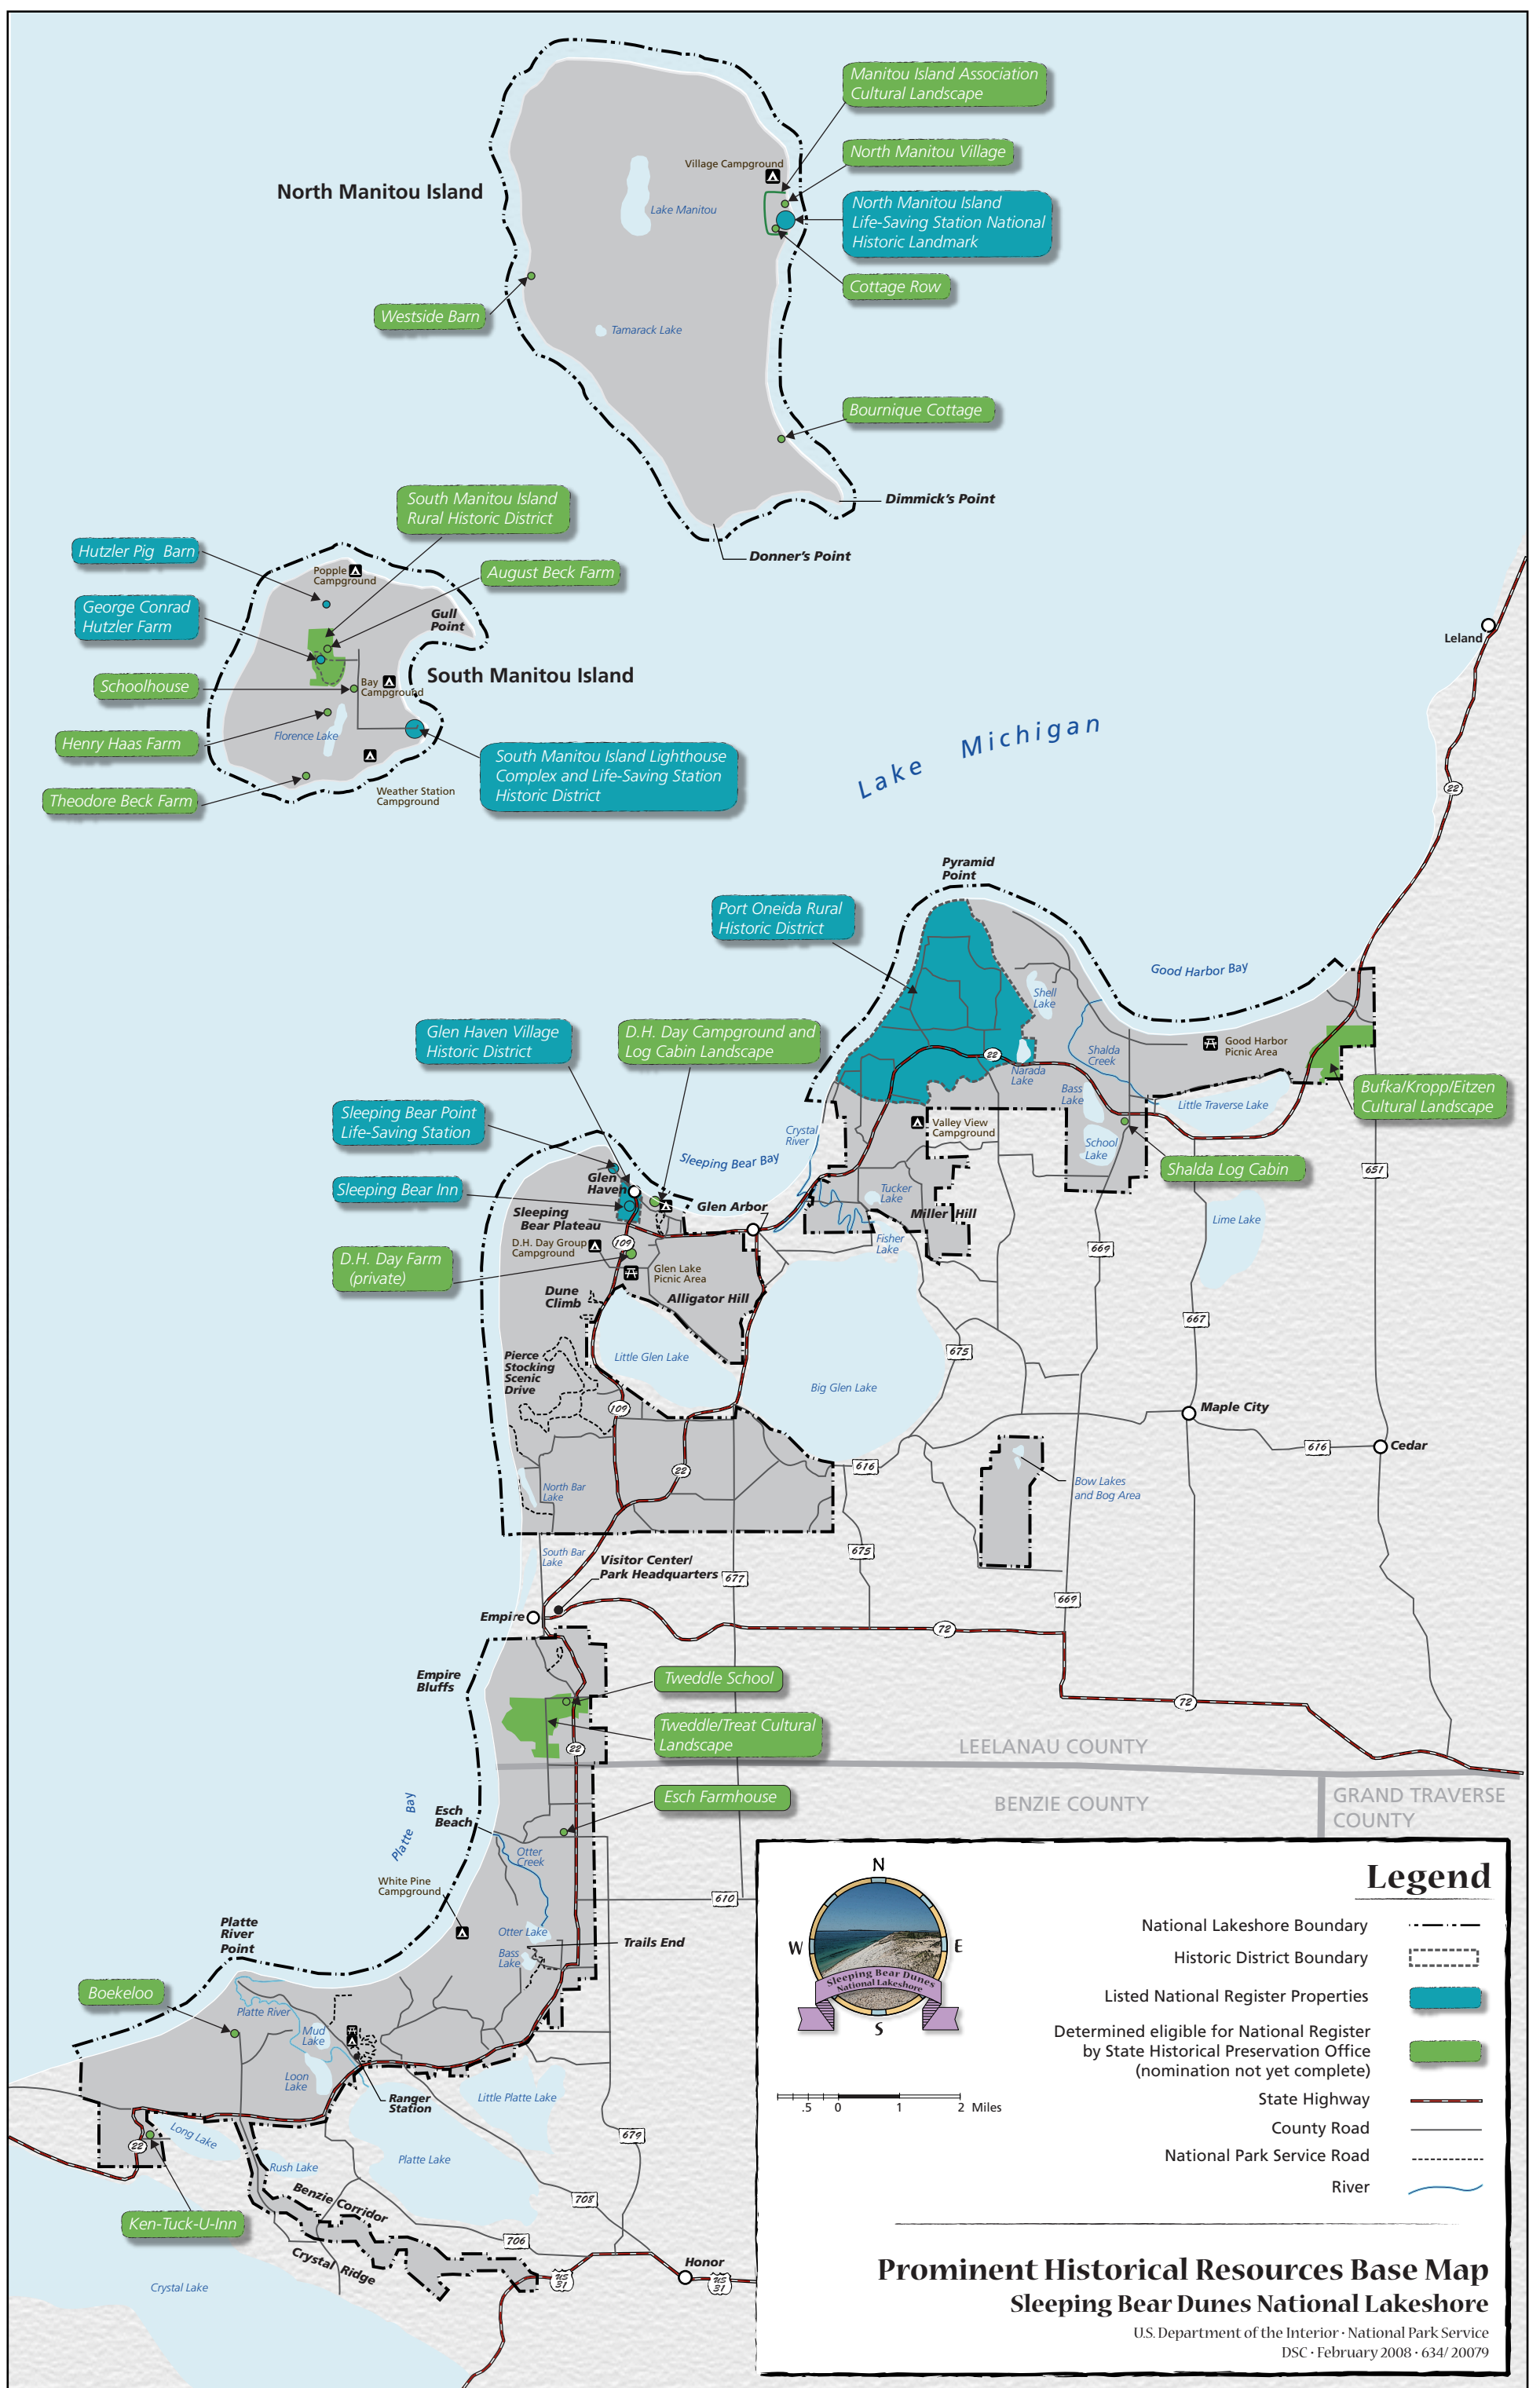 Manitou Island Association
Cultural Landscape
North Manitou Village
Village Campground
North Manitou Island
Lake Manitou
North Manitou Island
Life-Saving Station National
Historic Landmark
Cottage Row
Westside Barn
Tamarack Lake
Bournique Cottage
Dimmick's Point
Donner's Point
South Manitou Island
Rural Historic District
Hutzler Pig Barn
Popple
Campground
August Beck Farm
George Conrad
Hutzler Farm
Gull
Point
South Manitou Island
Schoolhouse
Bay
Campground
Henry Haas Farm
Florence Lake
South Manitou Island Lighthouse
Complex and Life-Saving Station
Historic District
Theodore Beck Farm
Weather Station
Campground
Leland
Lake Michigan
22
Pyramid
Point
Port Oneida Rural
Historic District
Good Harbor Bay
Shell
Lake
Glen Haven Village
Historic District
D.H. Day Campground and
Log Cabin Landscape
22
Shalda
Creek
Good Harbor
Picnic Area
Narada
Lake
Bass
Lake
Little Traverse Lake
Bufka/Kropp/Eitzen
Cultural Landscape
Sleeping Bear Point
Life-Saving Station
Crystal
River
Valley View
Campground
School
Lake
Shalda Log Cabin
651
Sleeping Bear Bay
Glen
Haven
Sleeping Bear Inn
Sleeping
Bear Plateau
Glen Arbor
Tucker
Lake
Miller Hill
Lime Lake
Fisher
Lake
669
D.H. Day Group
Campground
109
D.H. Day Farm
(private)
Glen Lake
Picnic Area
Dune
Climb
Alligator Hill
667
Pierce
Stocking
Scenic
Drive
Little Glen Lake
675
Big Glen Lake
109
Maple City
616
Cedar
22
616
Bow Lakes
and Bog Area
North Bar
Lake
South Bar
Lake
Visitor Center/
Park Headquarters
677
675
669
Empire
72
Empire
Bluffs
Tweddle School
72
Tweddle/Treat Cultural
Landscape
22
LEELANAU COUNTY
BENZIE COUNTY
GRAND TRAVERSE
COUNTY
Esch Farmhouse
Esch
Beach
Platte Bay
Otter
Creek
White Pine
Campground
610
Otter Lake
Trails End
Bass
Lake
Platte
River
Point
Boekeloo
Platte River
Mud
Lake
Loon
Lake
Ranger
Station
Little Platte Lake
Long Lake
22
679
Rush Lake
Platte Lake
Benzie Corridor
708
Ken-Tuck-U-Inn
706
Crystal Ridge
Honor
US
31
US
31
Crystal Lake
Legend
N
W
E
S
Sleeping Bear Dunes
National Lakeshore
National Lakeshore Boundary
Historic District Boundary
Listed National Register Properties
Determined eligible for National Register
by State Historical Preservation Office
(nomination not yet complete)
State Highway
County Road
National Park Service Road
River
.5 0 1 2 Miles
Prominent Historical Resources Base Map
Sleeping Bear Dunes National Lakeshore
U.S. Department of the Interior · National Park Service
DSC · February 2008 · 634/ 20079